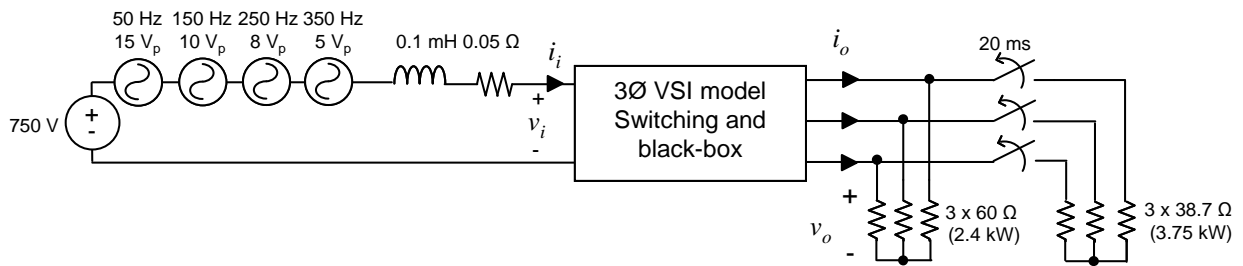 50 Hz 150 Hz 250 Hz 350 Hz
15 Vₚ 10 Vₚ 8 Vₚ 5 Vₚ
0.1 mH 0.05 Ω
iᵢ
iₒ
20 ms
+
-
750 V
+
vᵢ
-
3Ø VSI model
Switching and
black-box
+
vₒ
-
3 x 60 Ω
(2.4 kW)
3 x 38.7 Ω
(3.75 kW)